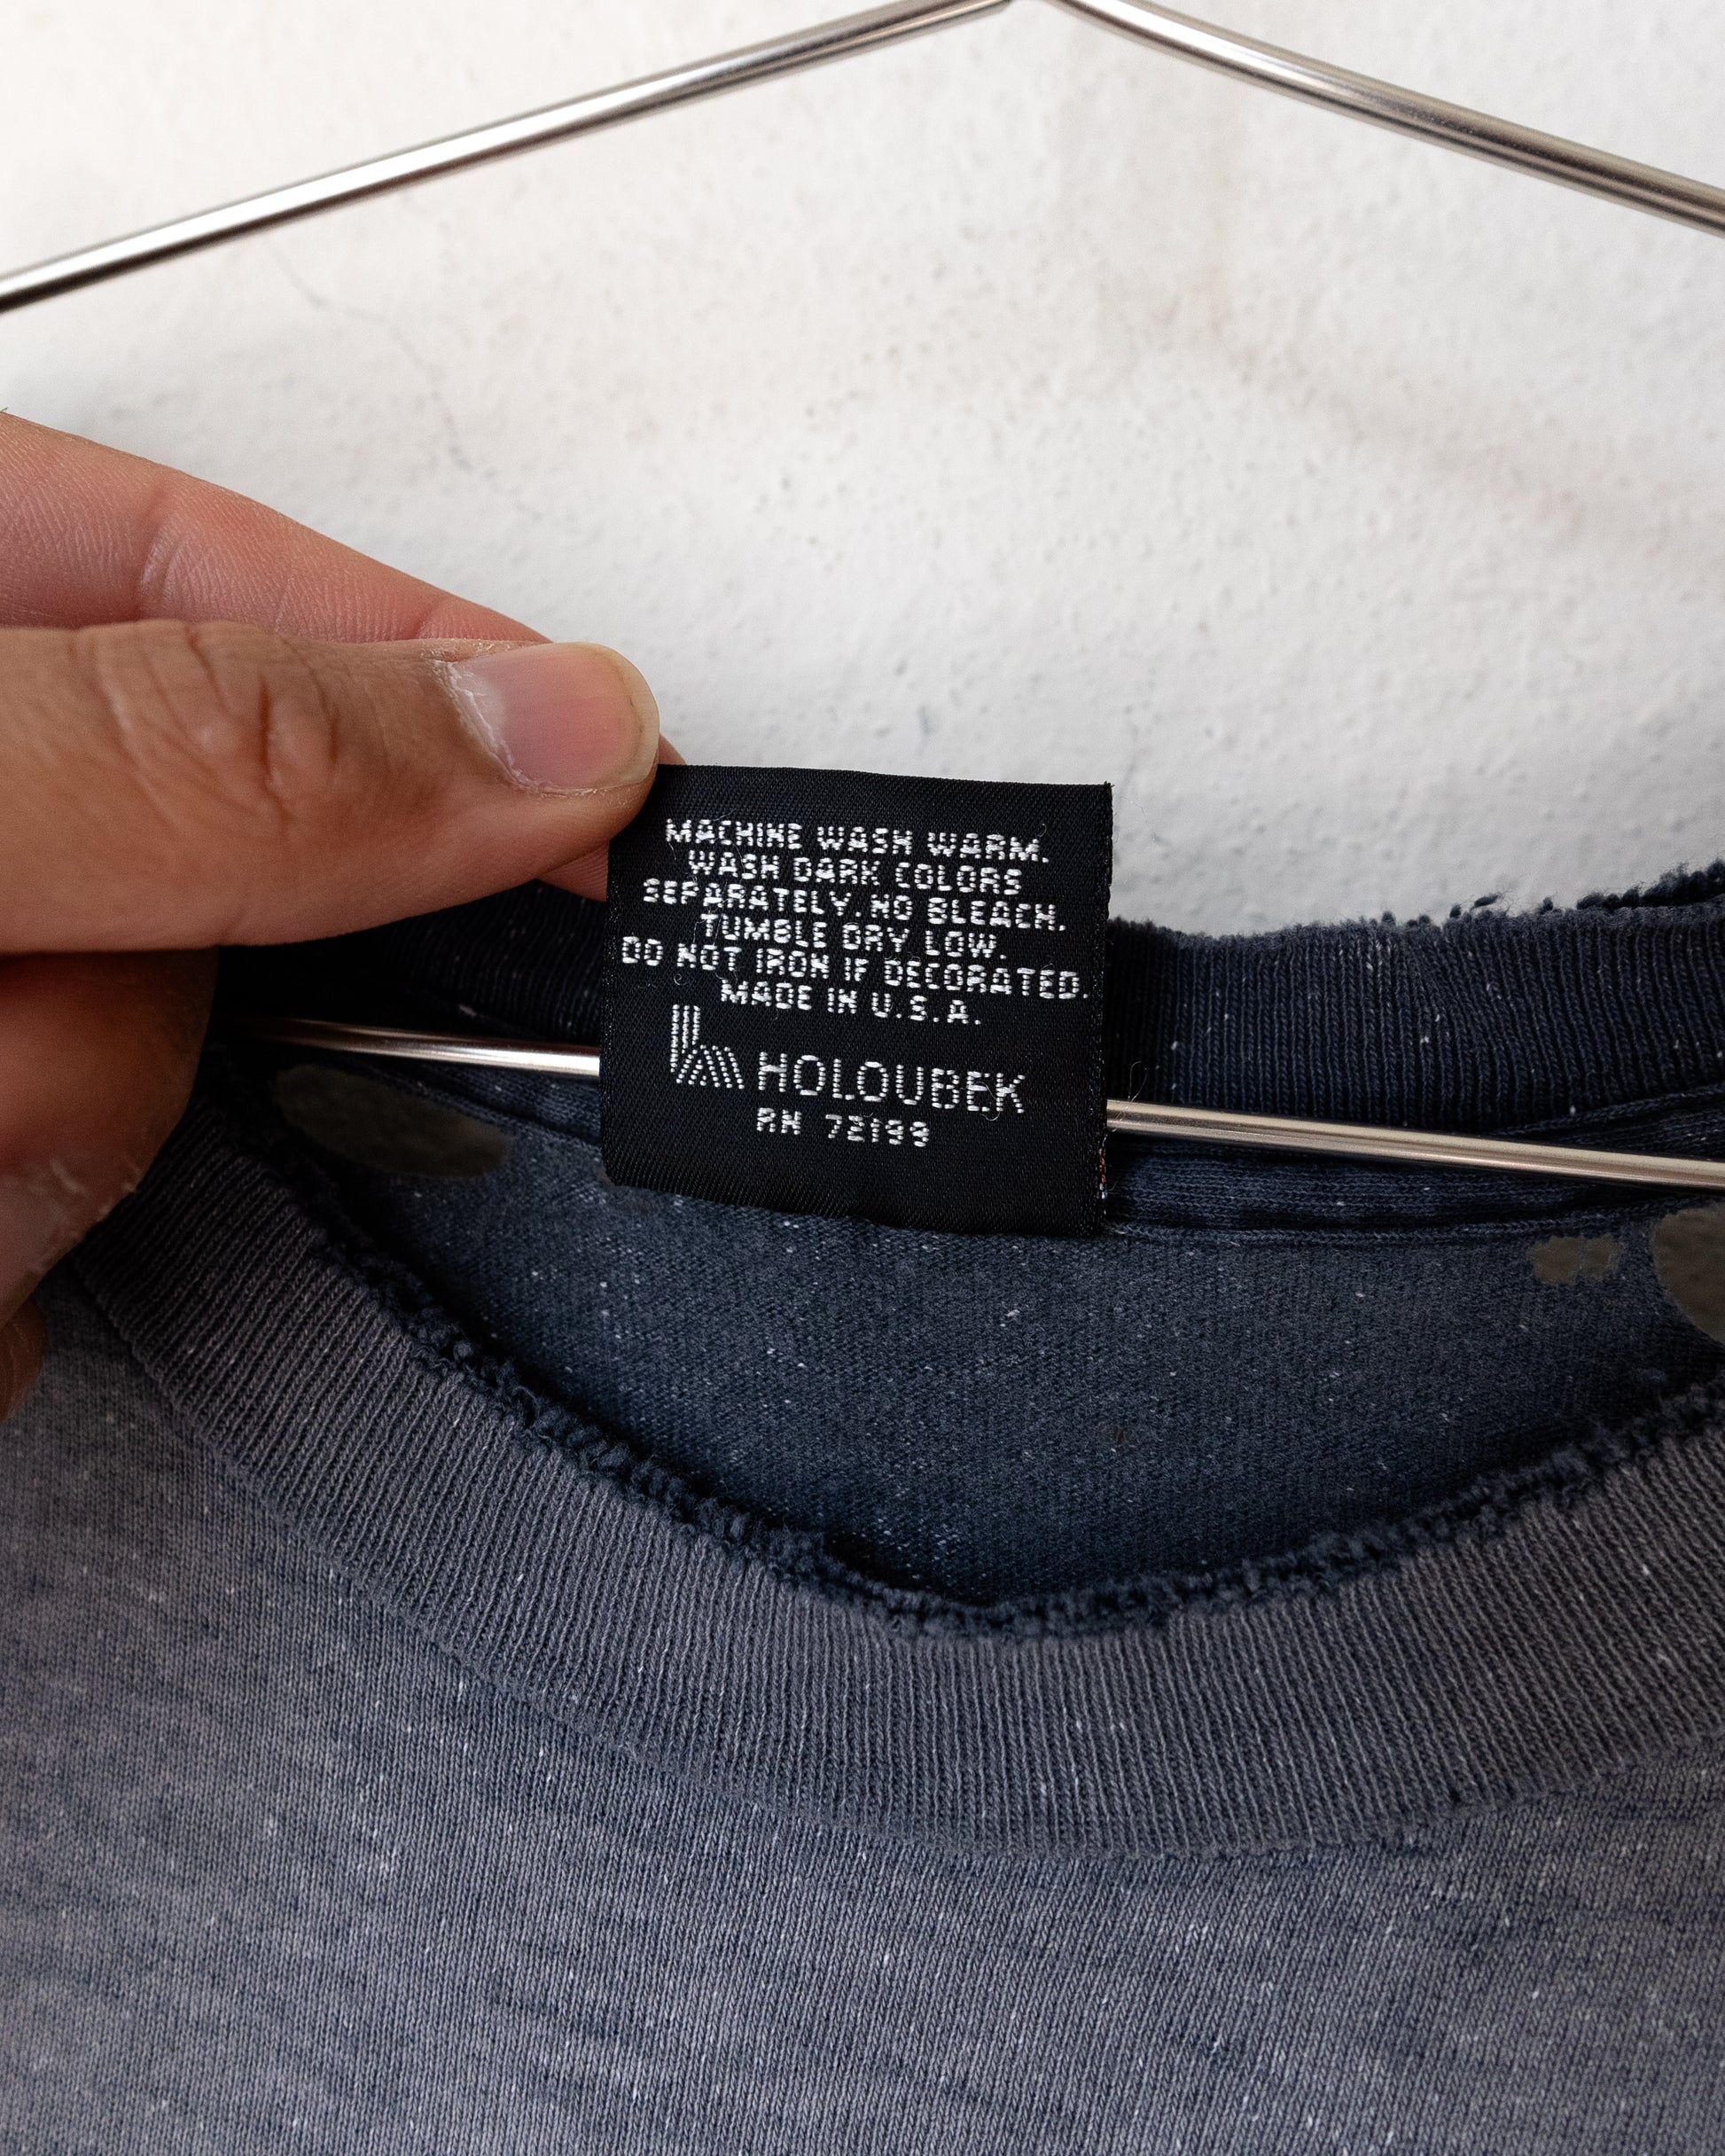 MACHINE WASH WARM.
WASH DARK COLORS
SEPARATELY. NO BLEACH.
TUMBLE DRY LOW.
DO NOT IRON IF DECORATED.
MADE IN U.S.A.
HOLOUBEK
RN 72199